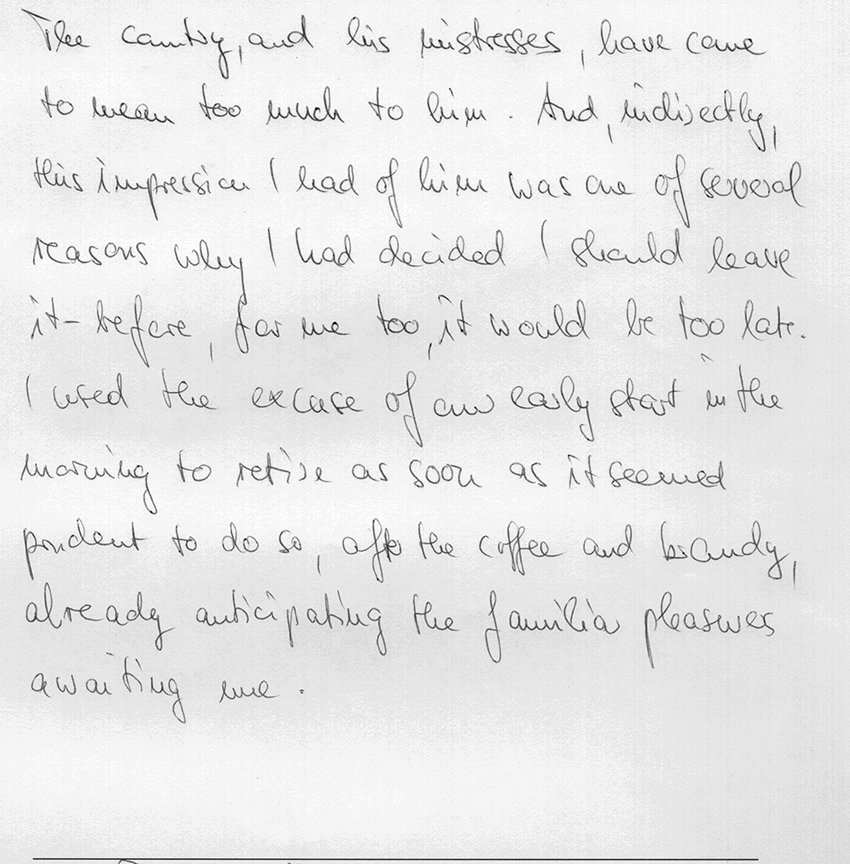 The country, and his mistresses, have come
to mean too much to him. And, indirectly,
this impression I had of him was one of several
reasons why I had decided I should leave
it- before, for me too, it would be too late.
I used the excuse of an early start in the
morning to retire as soon as it seemed
prudent to do so, after the coffee and brandy,
already anticipating the familiar pleasures
awaiting me.